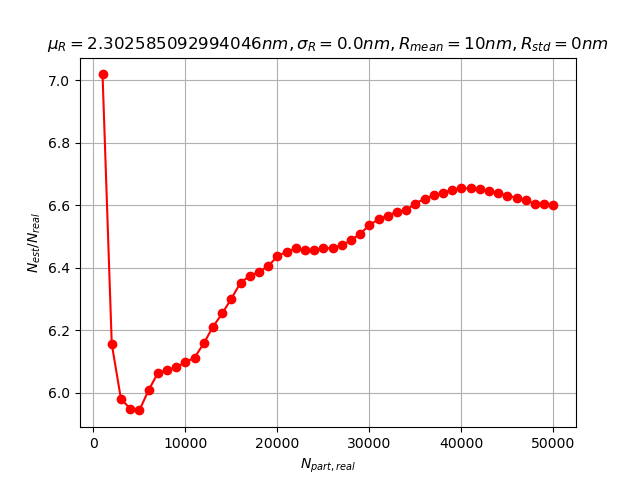 μ_R = 2.302585092994046nm, σ_R = 0.0nm, R_mean = 10nm, R_std = 0nm
7.0
6.8
6.6
6.4
6.2
6.0
N_est/N_real
0 10000 20000 30000 40000 50000
N_part, real